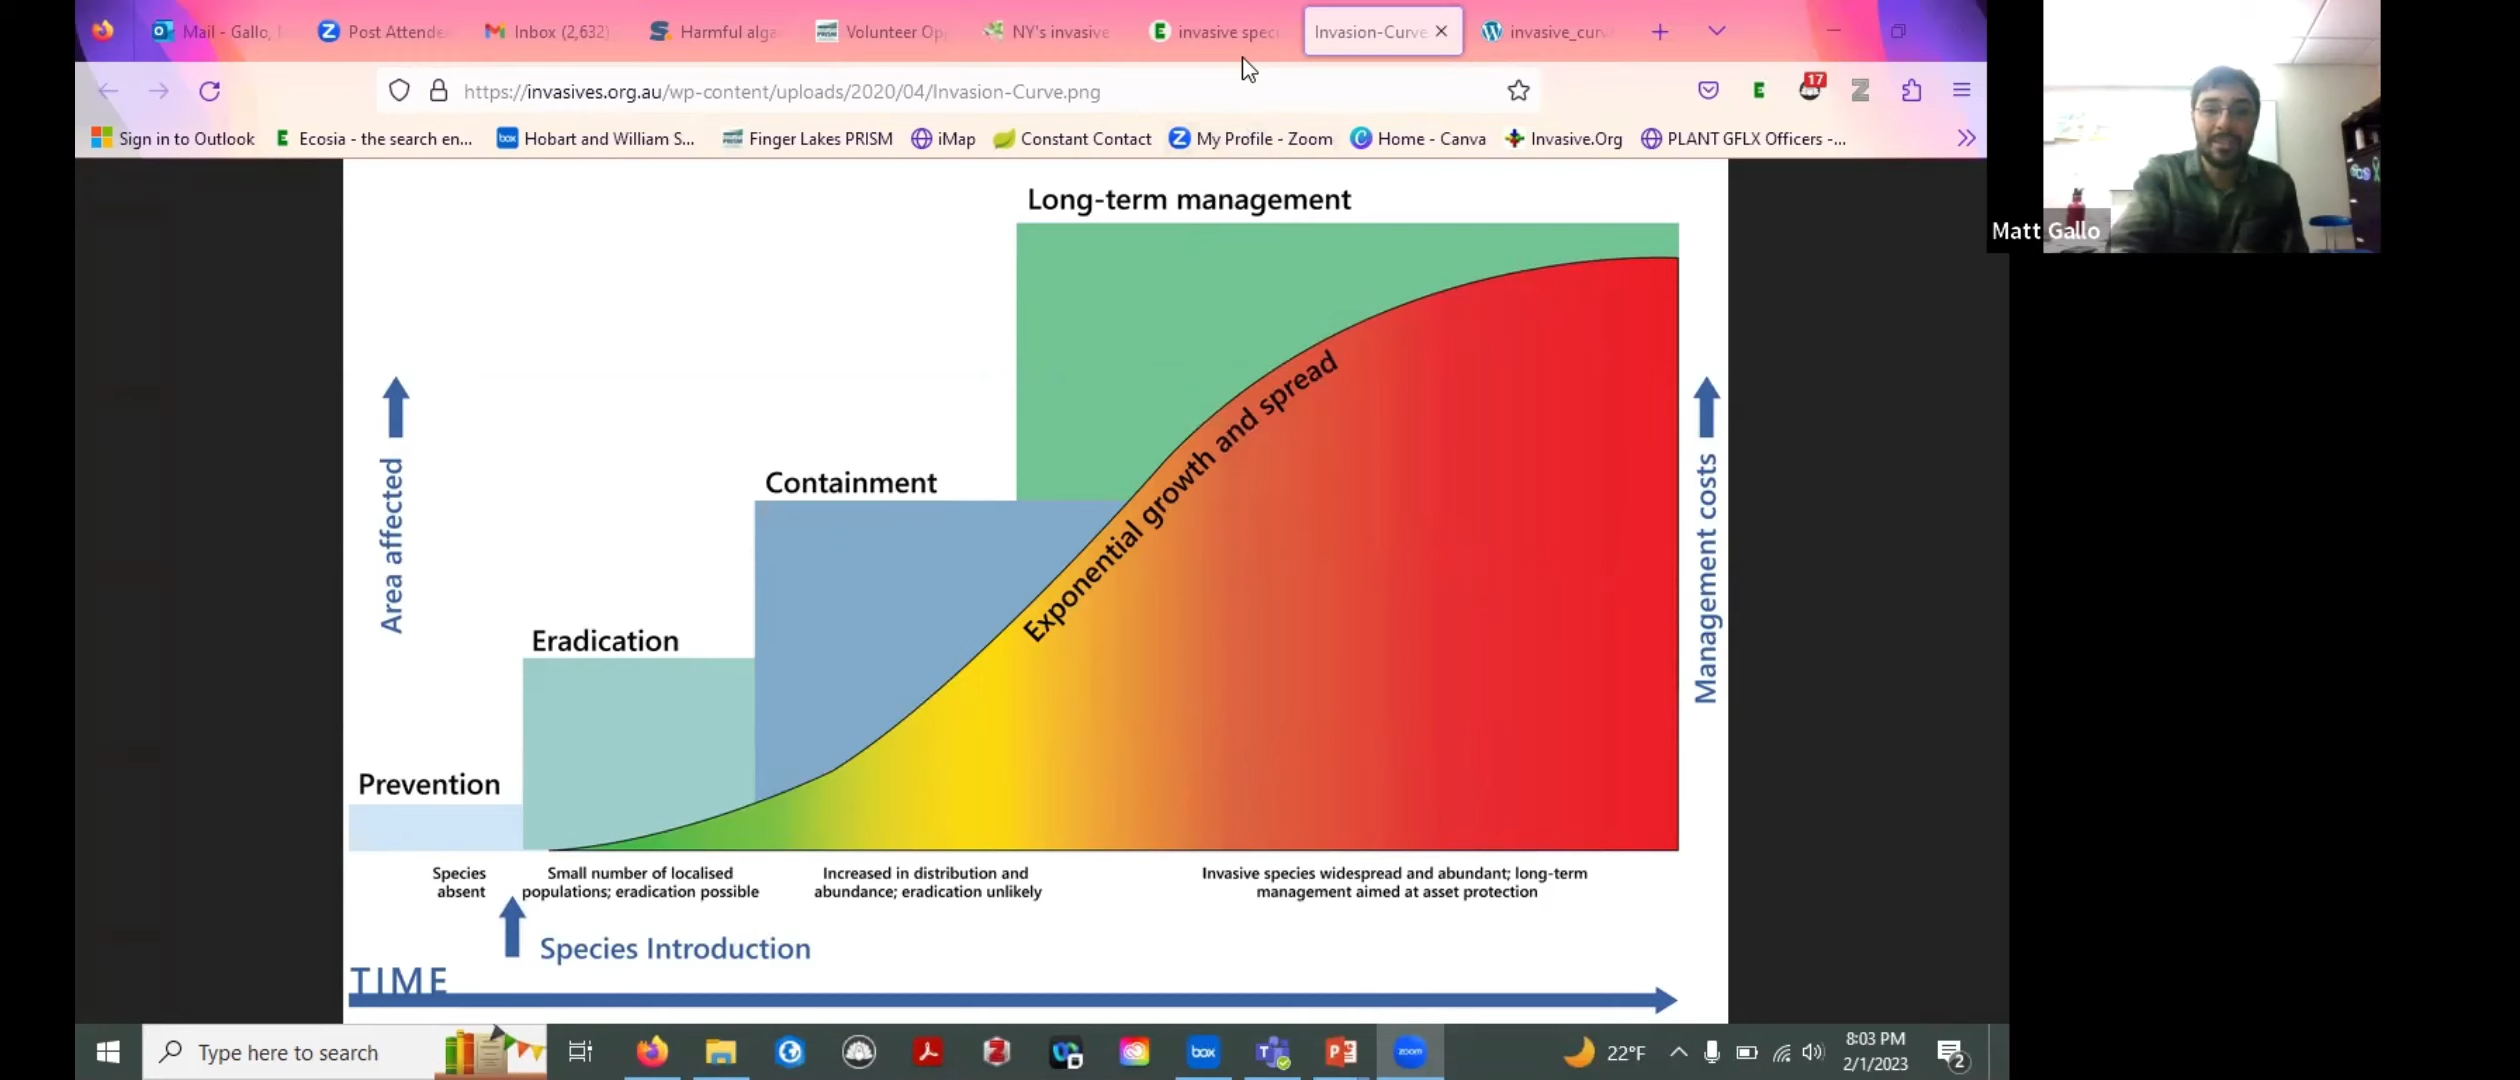 Mail - Gallo,
Post Attende
Inbox (2,632)
Harmful alga
Volunteer Op
NY's invasive
invasive spec
Invasion-Curve
invasive_curv
https://invasives.org.au/wp-content/uploads/2020/04/Invasion-Curve.png
17
Sign in to Outlook
Ecosia - the search en...
Hobart and William S...
Finger Lakes PRISM
iMap
Constant Contact
My Profile - Zoom
Home - Canva
Invasive.Org
PLANT GFLX Officers -...
Matt Gallo
Long-term management
Containment
Eradication
Prevention
Area affected
Exponential growth and spread
Management costs
Species
absent
Small number of localised
populations; eradication possible
Increased in distribution and
abundance; eradication unlikely
Invasive species widespread and abundant; long-term
management aimed at asset protection
Species Introduction
TIME
Type here to search
box
zoom
22°F
8:03 PM
2/1/2023
2